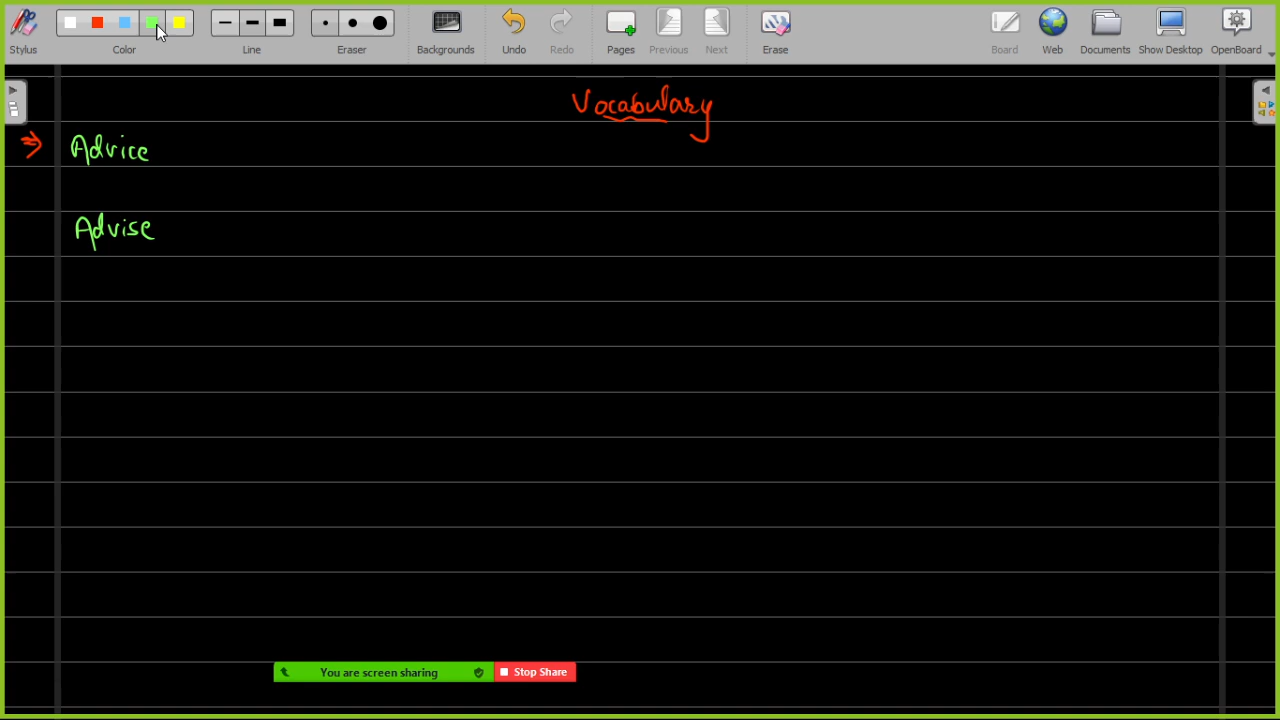 Stylus Color Line Eraser Backgrounds Undo Redo Pages Previous Next Erase Board Web Documents Show Desktop OpenBoard
Vocabulary
⇒ Advice
Advise
You are screen sharing Stop Share